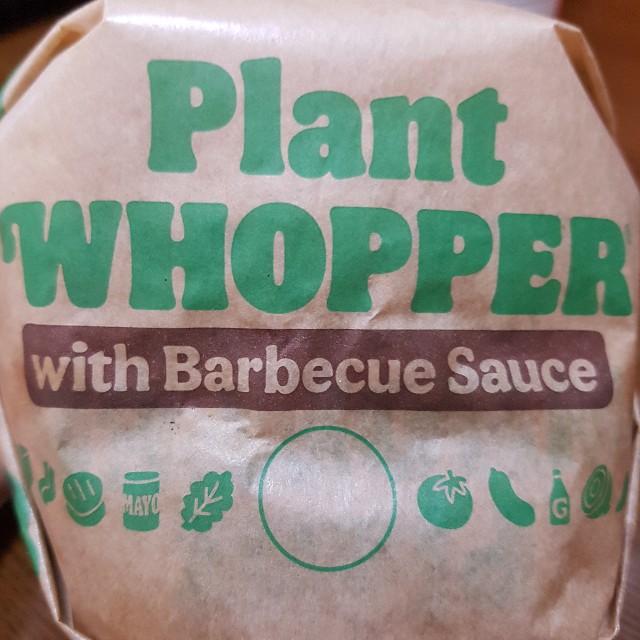 Plant
WHOPPER
with Barbecue Sauce
MAYO
G